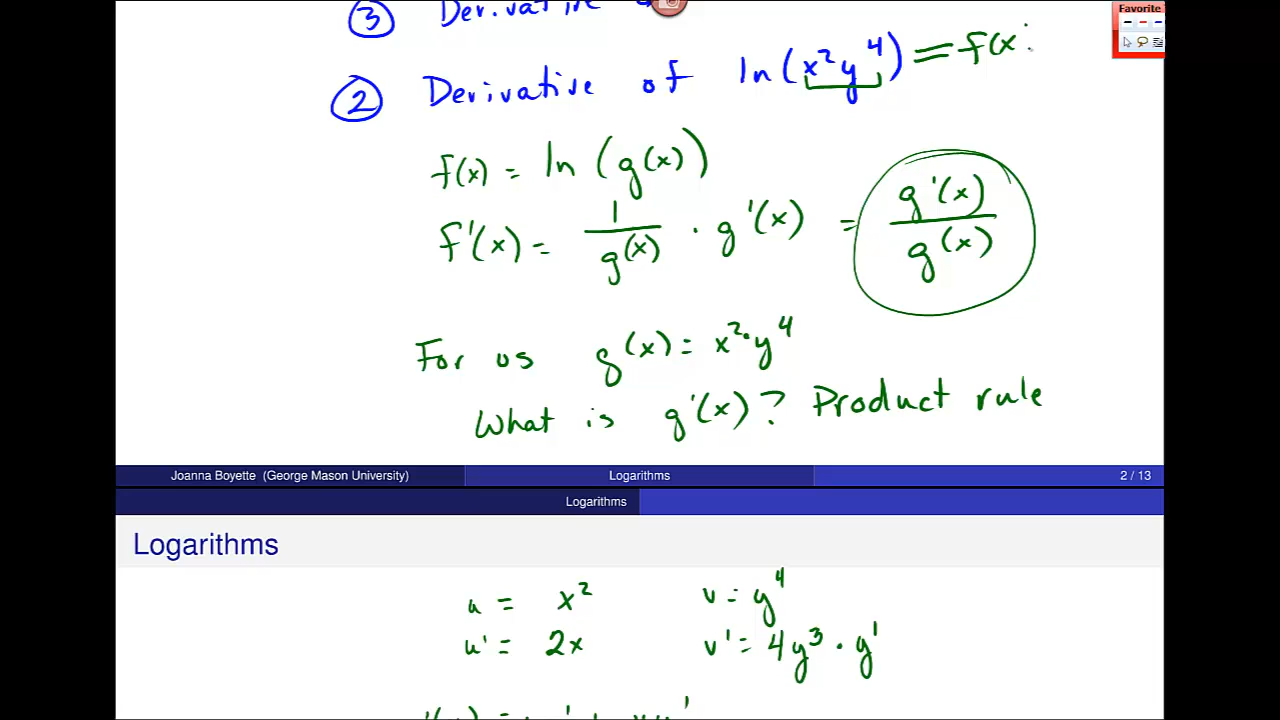 Favorite
③ Derivative
② Derivative of ln(x²y⁴) = f(x)
f(x) = ln (g(x))
f'(x) = 1/g(x) · g'(x) = g'(x)/g(x)
For us g(x) = x²·y⁴
What is g'(x)? Product rule
Joanna Boyette (George Mason University) Logarithms 2 / 13
Logarithms
Logarithms
u = x² v = y⁴
u' = 2x v' = 4y³ · y'